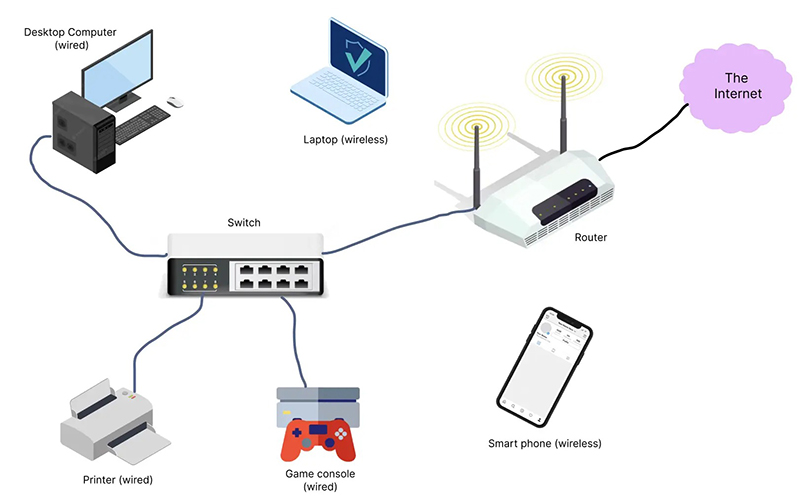 Desktop Computer
(wired)
Laptop (wireless)
The
Internet
Router
Switch
Smart phone (wireless)
Printer (wired)
Game console
(wired)